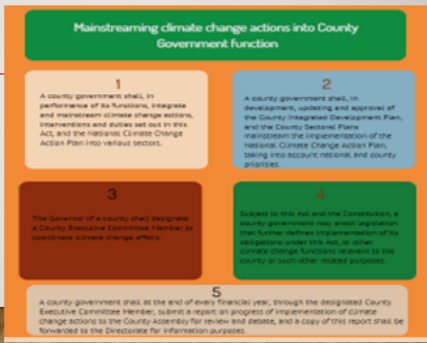 Mainstreaming climate change actions into County
Government function
1
A county government shall, in
performance of its functions, integrate
and mainstream climate change actions,
interventions and duties set out in this
Act, and the National Climate Change
Action Plan into various sectors.
2
A county government shall, in
development, updating and approval of
the County Integrated Development Plan,
and the County Sectoral Plans
mainstream the implementation of the
National Climate Change Action Plan,
taking into account national and county
priorities.
3
The Governor of a county shall designate
a County Executive Committee Member to
coordinate climate change affairs.
4
Subject to this Act and the Constitution, a
county government may enact legislation
that further defines implementation of its
obligations under this Act, or other
climate change functions relevant to the
county or such other related purposes.
5
A county government shall at the end of every financial year, through the designated County
Executive Committee Member, submit a report on progress of implementation of climate
change actions to the County Assembly for review and debate, and a copy of this report shall be
forwarded to the Directorate for information purposes.